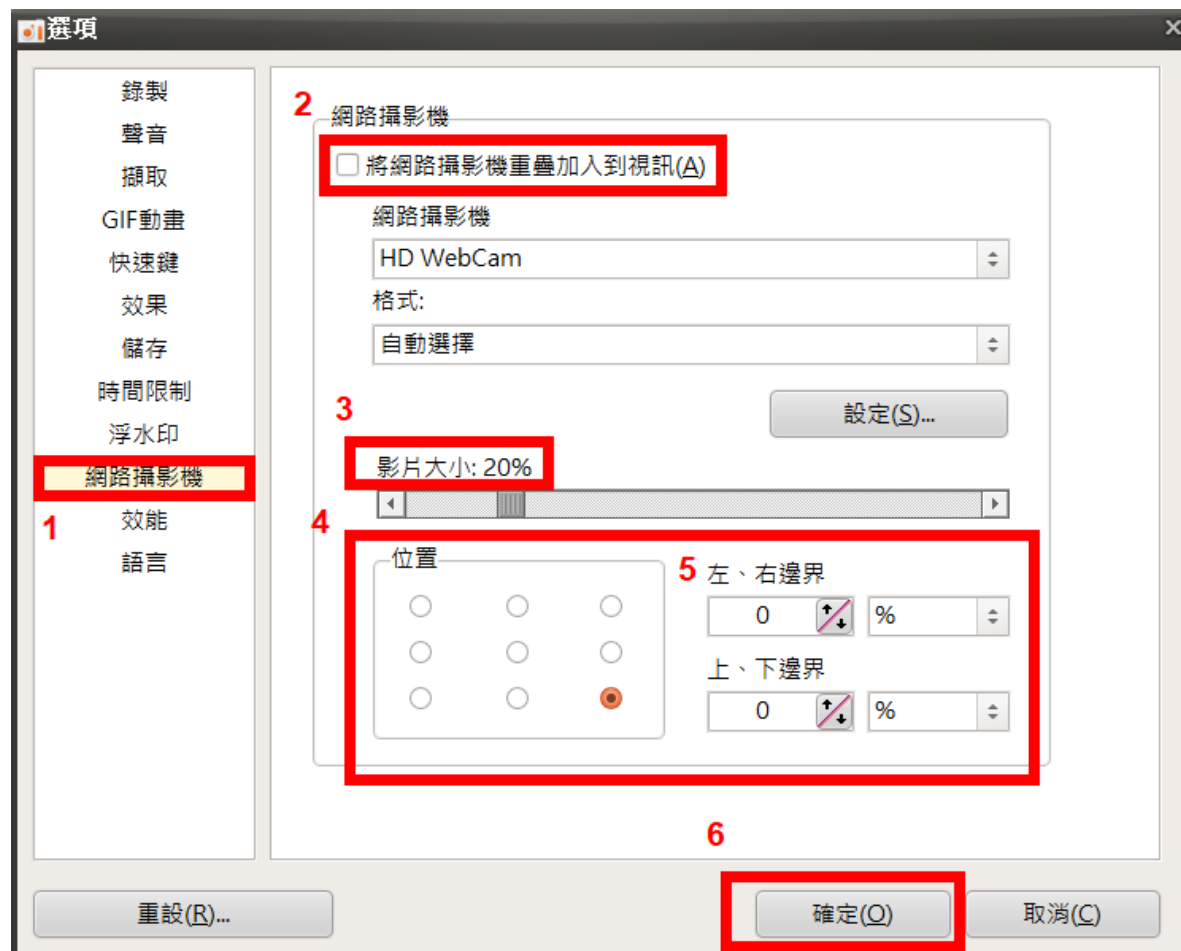 選項
錄製
聲音
擷取
GIF動畫
快速鍵
效果
儲存
時間限制
浮水印
網路攝影機
1
效能
語言
2
網路攝影機
將網路攝影機重疊加入到視訊(A)
網路攝影機
HD WebCam
格式:
自動選擇
設定(S)...
3
影片大小: 20%
4
位置
5
左、右邊界
0 %
上、下邊界
0 %
6
重設(R)...
確定(O)
取消(C)